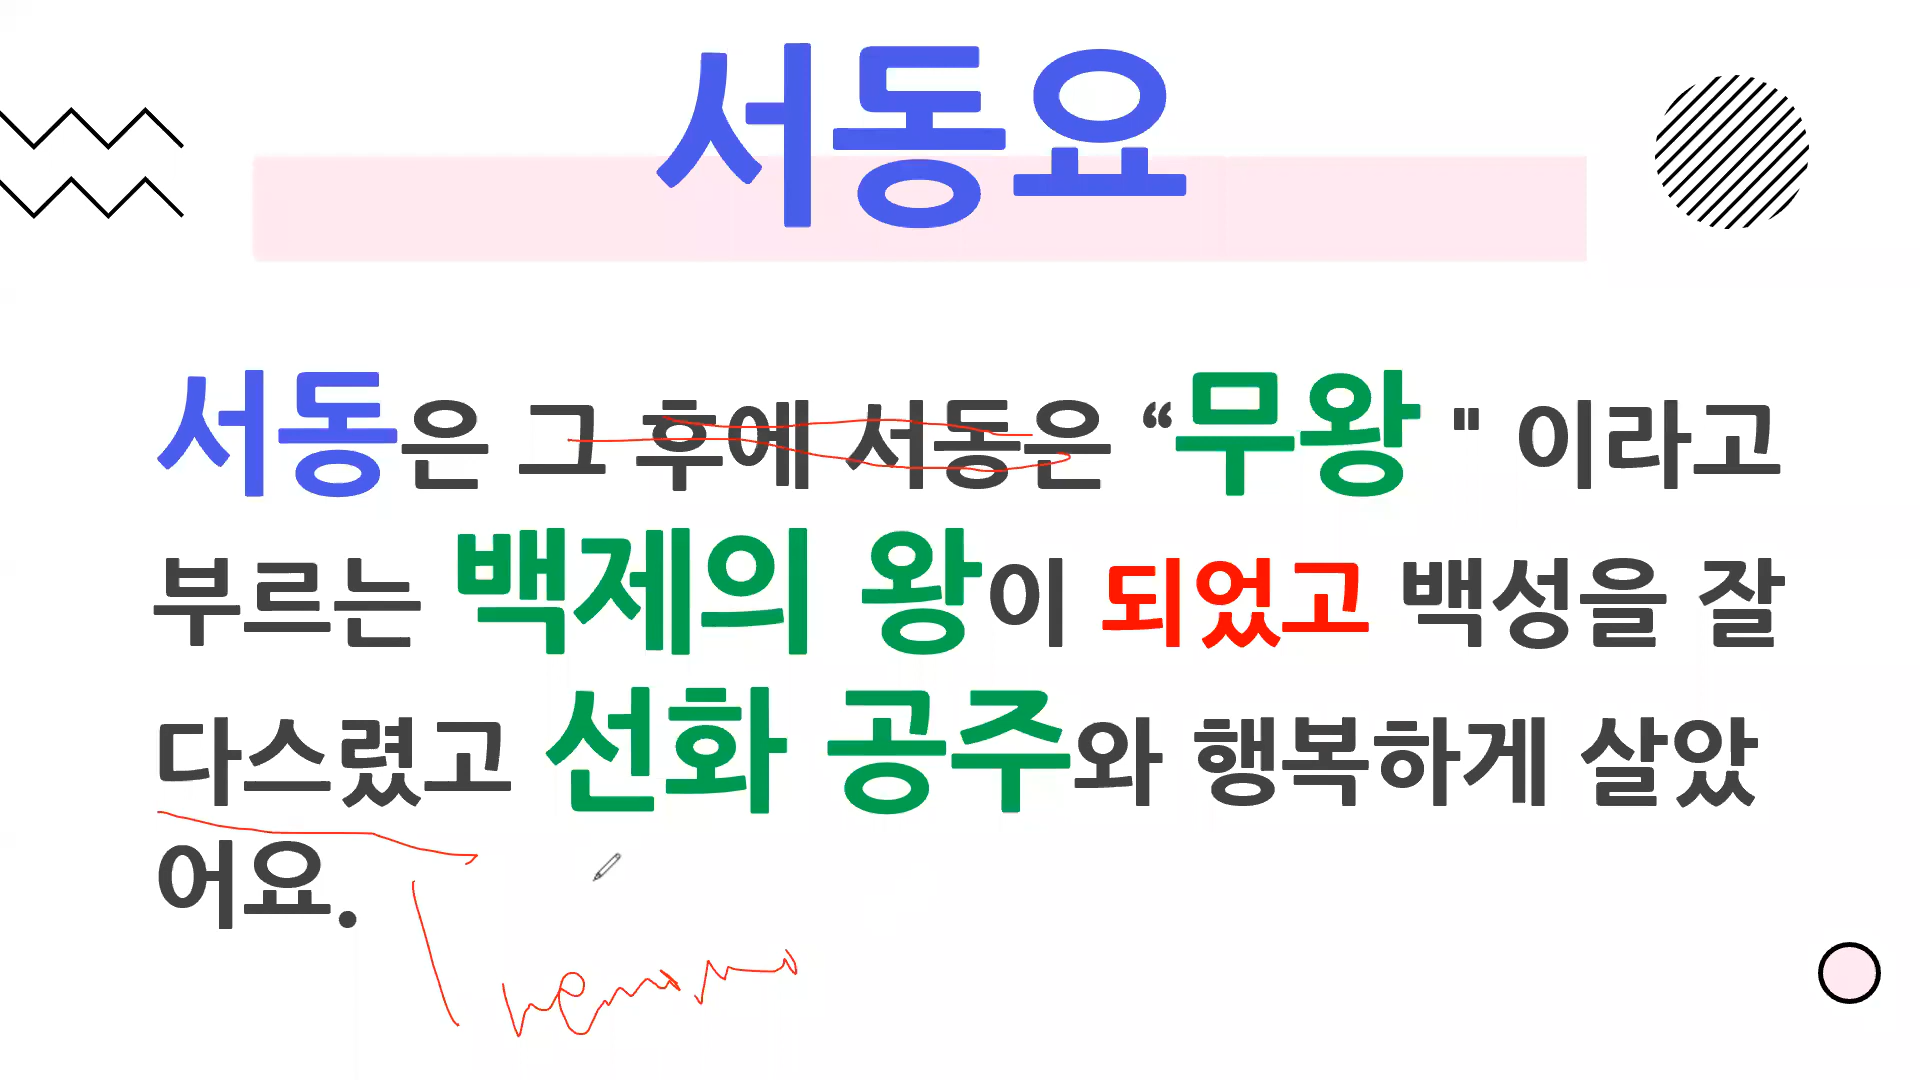 서동요
서동은 그 후에 서동은 “무왕 " 이라고
부르는 백제의 왕이 되었고 백성을 잘
다스렸고 선화 공주와 행복하게 살았
어요.